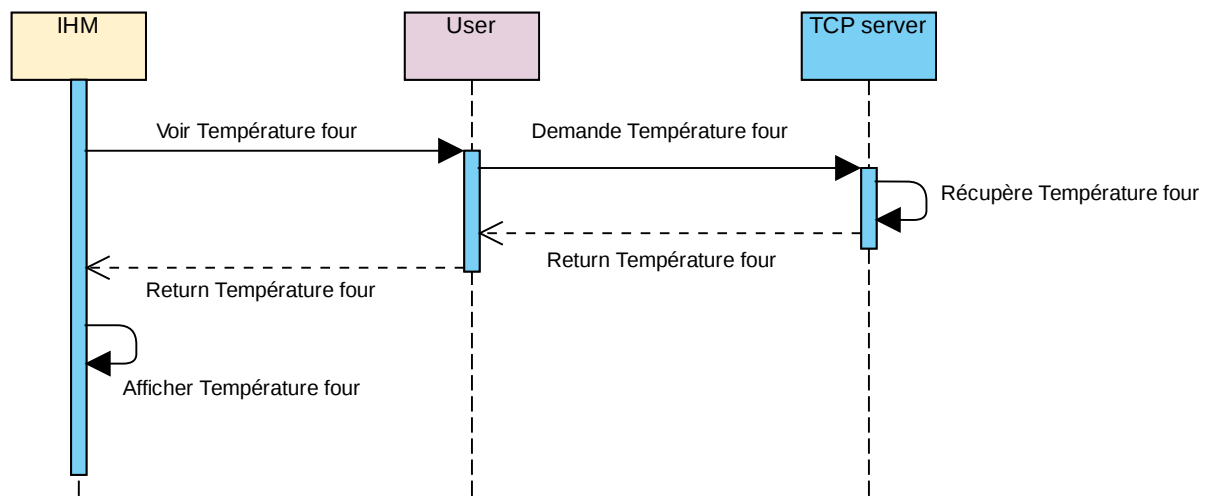 IHM
User
TCP server
Voir Température four
Demande Température four
Récupère Température four
Return Température four
Return Température four
Afficher Température four